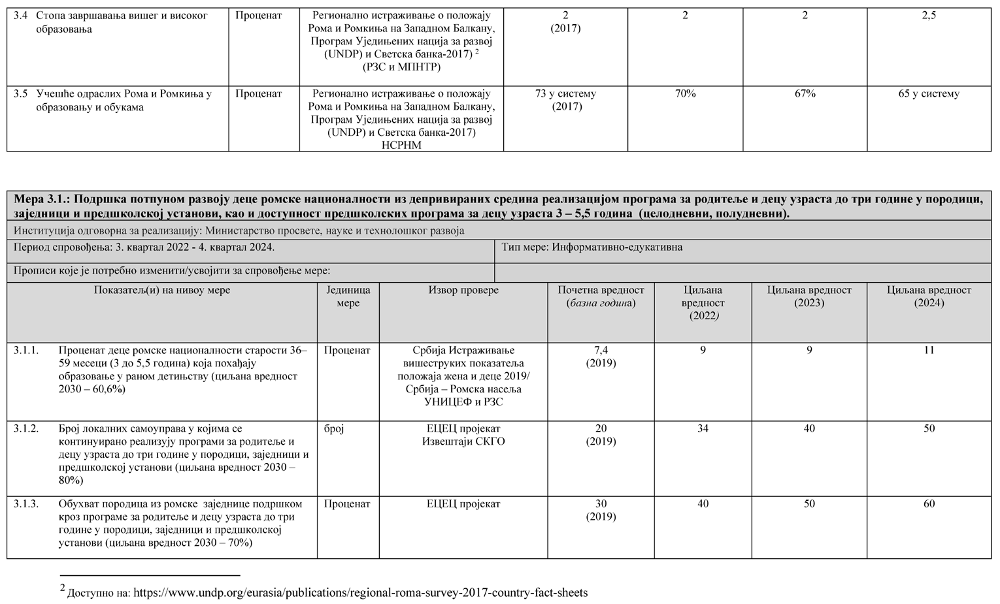 3.4 Стопа завршавања вишег и високог образовања
Проценат
Регионално истраживање о положају
Рома и Ромкиња на Западном Балкану,
Програм Уједињених нација за развој
(UNDP) и Светска банка-2017) 2
(РЗС и МПНТР)
2
(2017)
2
2
2,5
3.5 Учешће одраслих Рома и Ромкиња у
образовању и обукама
Проценат
Регионално истраживање о положају
Рома и Ромкиња на Западном Балкану,
Програм Уједињених нација за развој
(UNDP) и Светска банка-2017)
НСРНМ
73 у систему
(2017)
70%
67%
65 у систему
Мера 3.1.: Подршка потпуном развоју деце ромске националности из депривираних средина реализацијом програма за родитеље и децу узраста до три године у породици,
заједници и предшколској установи, као и доступност предшколских програма за децу узраста 3 – 5,5 година (целодневни, полудневни).
Институција одговорна за реализацију: Министарство просвете, науке и технолошког развоја
Период спровођења: 3. квартал 2022 - 4. квартал 2024.
Тип мере: Информативно-едукативна
Прописи које је потребно изменити/усвојити за спровођење мере:
Показатељ(и) на нивоу мере
Јединица
мере
Извор провере
Почетна вредност
(базна година)
Циљана
вредност
(2022)
Циљана вредност
(2023)
Циљана вредност
(2024)
3.1.1. Проценат деце ромске националности старости 36–
59 месеци (3 до 5,5 година) која похађају
образовање у раном детињству (циљана вредност
2030 – 60,6%)
Проценат
Србија Истраживање
вишеструких показатеља
положаја жена и деце 2019/
Србија – Ромска насеља
УНИЦЕФ и РЗС
7,4
(2019)
9
9
11
3.1.2. Број локалних самоуправа у којима се
континуирано реализују програми за родитеље и
децу узраста до три године у породици, заједници и
предшколској установи (циљана вредност 2030 –
80%)
број
ЕЦЕЦ пројекат
Извештаји СКГО
20
(2019)
34
40
50
3.1.3. Обухват породица из ромске заједнице подршком
кроз програме за родитеље и децу узраста до три
године у породици, заједници и предшколској
установи (циљана вредност 2030 – 70%)
Проценат
ЕЦЕЦ пројекат
30
(2019)
40
50
60
2 Доступно на: https://www.undp.org/eurasia/publications/regional-roma-survey-2017-country-fact-sheets